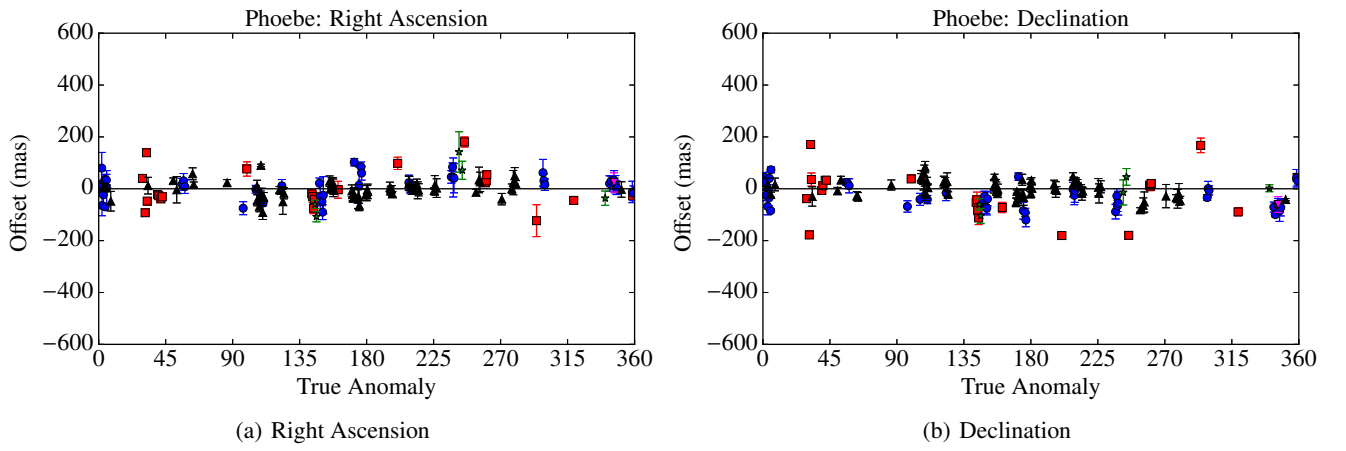 Phoebe: Right Ascension
600
400
200
0
−200
−400
−600
Offset (mas)
0 45 90 135 180 225 270 315 360
True Anomaly
(a) Right Ascension
Phoebe: Declination
600
400
200
0
−200
−400
−600
Offset (mas)
0 45 90 135 180 225 270 315 360
True Anomaly
(b) Declination